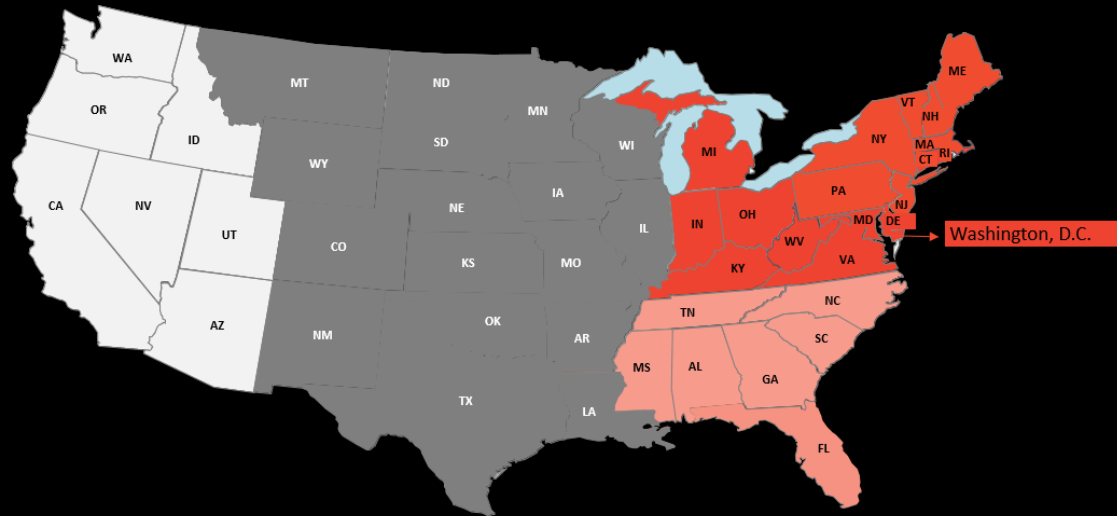 WA
OR
ID
CA
NV
UT
AZ
MT
WY
CO
NM
ND
SD
NE
KS
OK
TX
MN
IA
MO
AR
LA
WI
IL
MI
IN
OH
KY
WV
VA
PA
NY
VT
NH
ME
MA
CT
RI
NJ
MD
DE
Washington, D.C.
TN
NC
SC
MS
AL
GA
FL